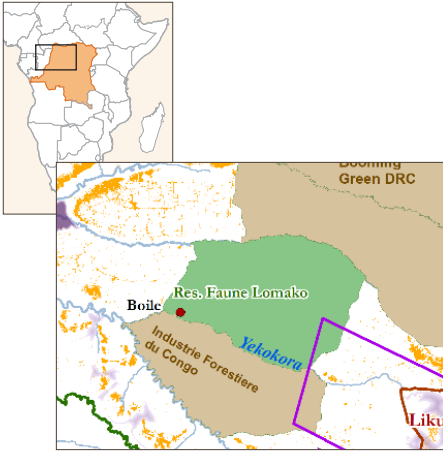 Booming
Green DRC
Res. Faune Lomako
Boile
Yekokora
Industrie Forestiere
du Congo
Liku